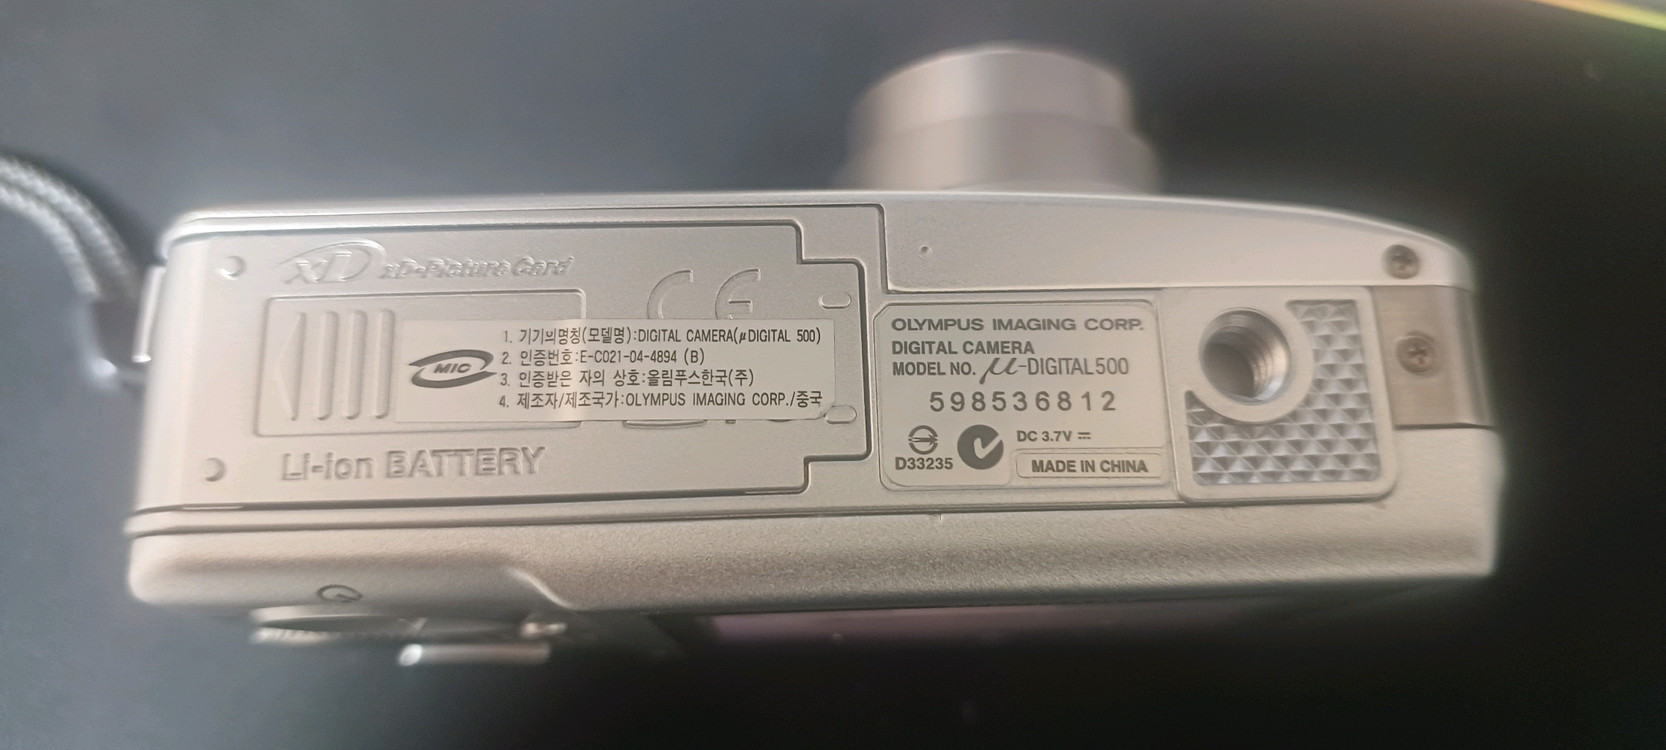 xD xD-Picture Card
CE
1. 기기의명칭(모델명):DIGITAL CAMERA(μDIGITAL 500)
2. 인증번호:E-C021-04-4894 (B)
3. 인증받은 자의 상호:올림푸스한국(주)
4. 제조자/제조국가:OLYMPUS IMAGING CORP./중국
MIC
Li-ion BATTERY
OLYMPUS IMAGING CORP.
DIGITAL CAMERA
MODEL NO. μ-DIGITAL500
598536812
D33235
DC 3.7V ⎓
MADE IN CHINA